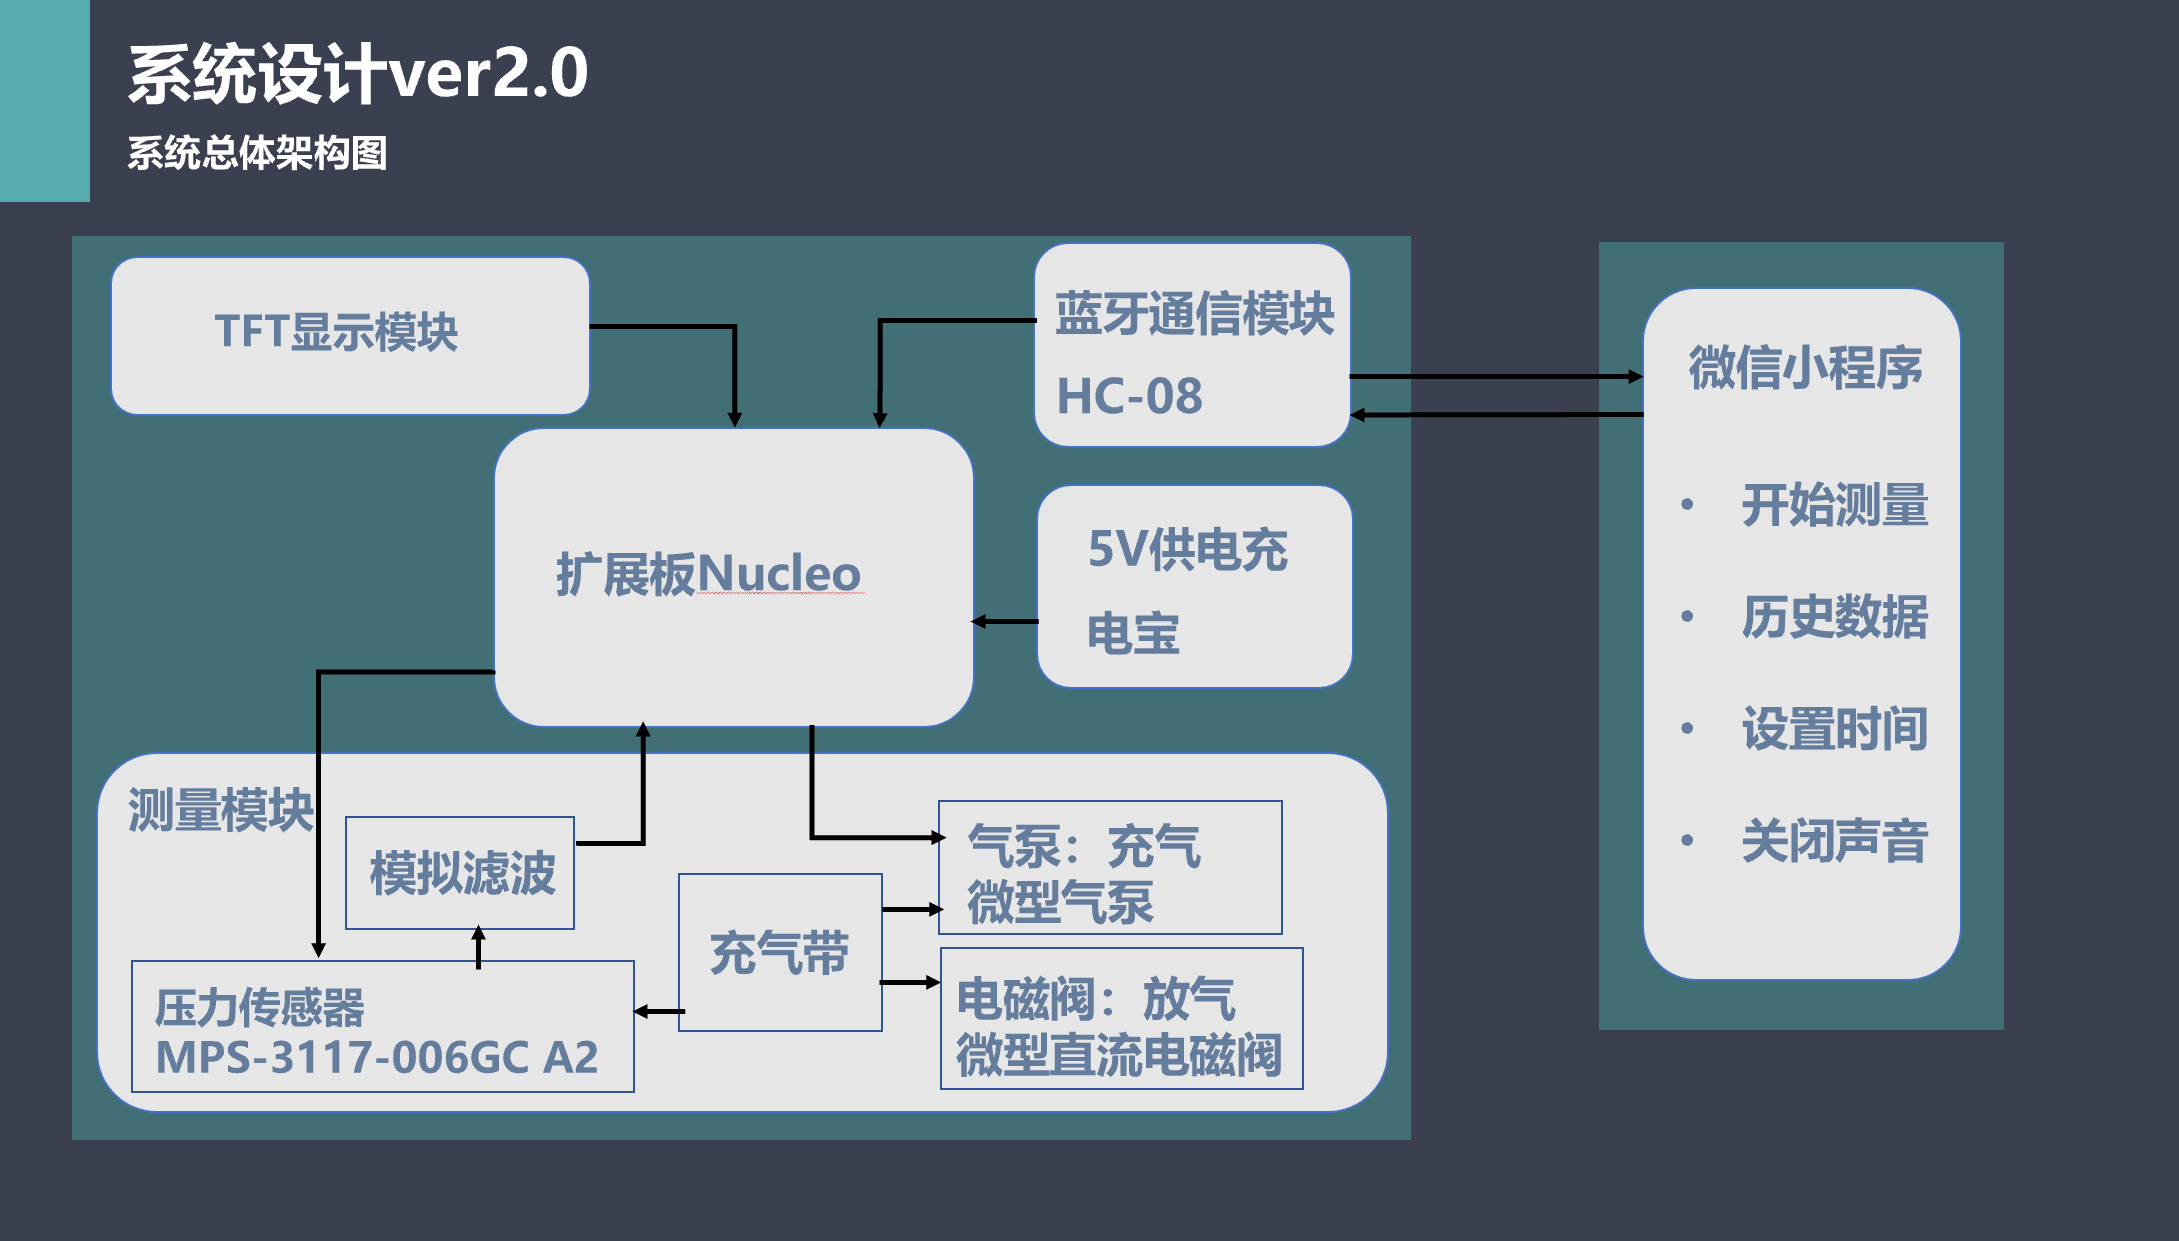 系统设计ver2.0
系统总体架构图
TFT显示模块
蓝牙通信模块
HC-08
扩展板Nucleo
5V供电充
电宝
测量模块
模拟滤波
压力传感器
MPS-3117-006GC A2
充气带
气泵：充气
微型气泵
电磁阀：放气
微型直流电磁阀
微信小程序
• 开始测量
• 历史数据
• 设置时间
• 关闭声音